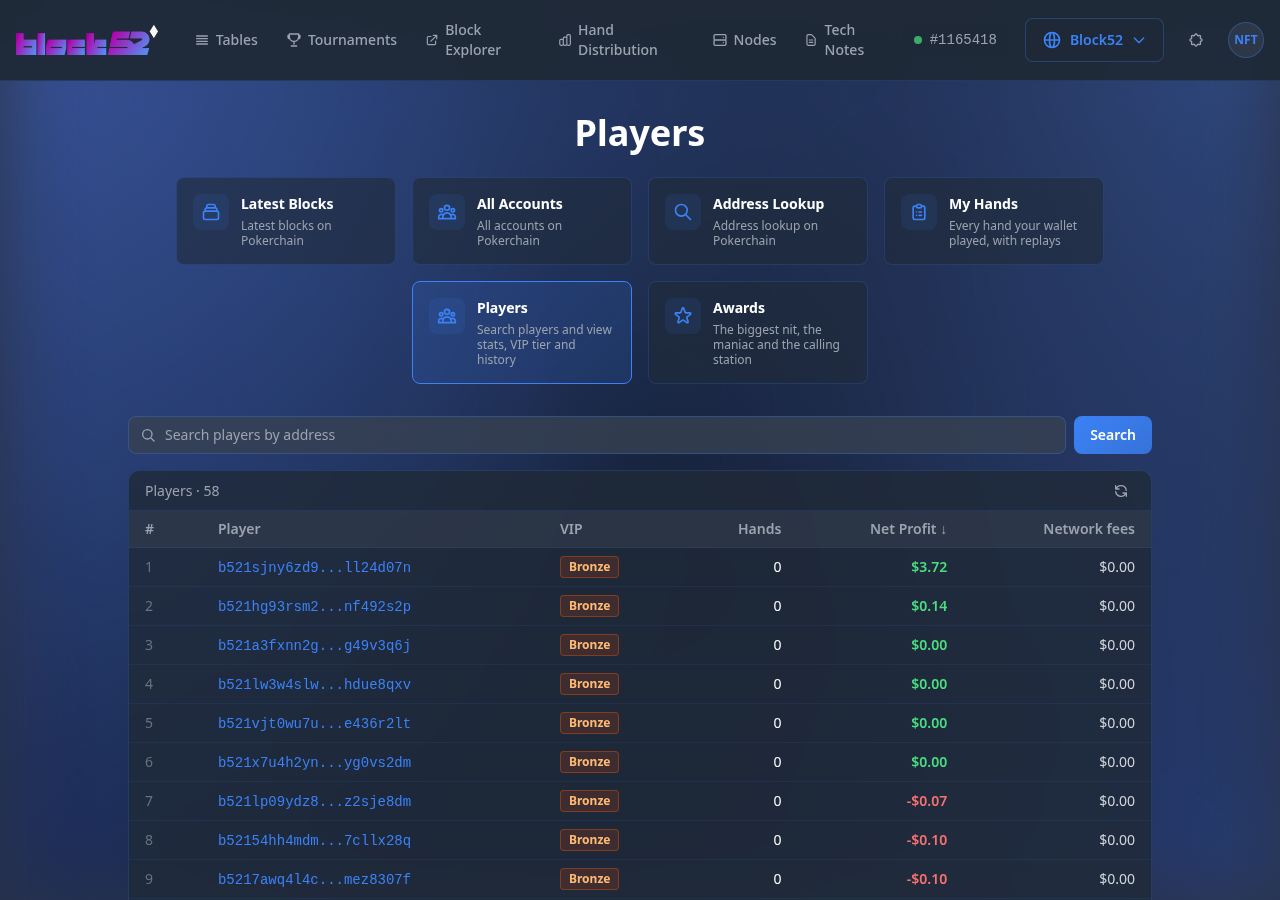 block52
Tables
Tournaments
Block
Explorer
Hand
Distribution
Nodes
Tech
Notes
#1165418
Block52
NFT
Players
Latest Blocks
Latest blocks on
Pokerchain
All Accounts
All accounts on
Pokerchain
Address Lookup
Address lookup on
Pokerchain
My Hands
Every hand your wallet
played, with replays
Players
Search players and view
stats, VIP tier and
history
Awards
The biggest nit, the
maniac and the calling
station
Search players by address
Search
Players · 58
# Player VIP Hands Net Profit ↓ Network fees
1 b521sjny6zd9...ll24d07n Bronze 0 $3.72 $0.00
2 b521hg93rsm2...nf492s2p Bronze 0 $0.14 $0.00
3 b521a3fxnn2g...g49v3q6j Bronze 0 $0.00 $0.00
4 b521lw3w4slw...hdue8qxv Bronze 0 $0.00 $0.00
5 b521vjt0wu7u...e436r2lt Bronze 0 $0.00 $0.00
6 b521x7u4h2yn...yg0vs2dm Bronze 0 $0.00 $0.00
7 b521lp09ydz8...z2sje8dm Bronze 0 -$0.07 $0.00
8 b52154hh4mdm...7cllx28q Bronze 0 -$0.10 $0.00
9 b5217awq4l4c...mez8307f Bronze 0 -$0.10 $0.00